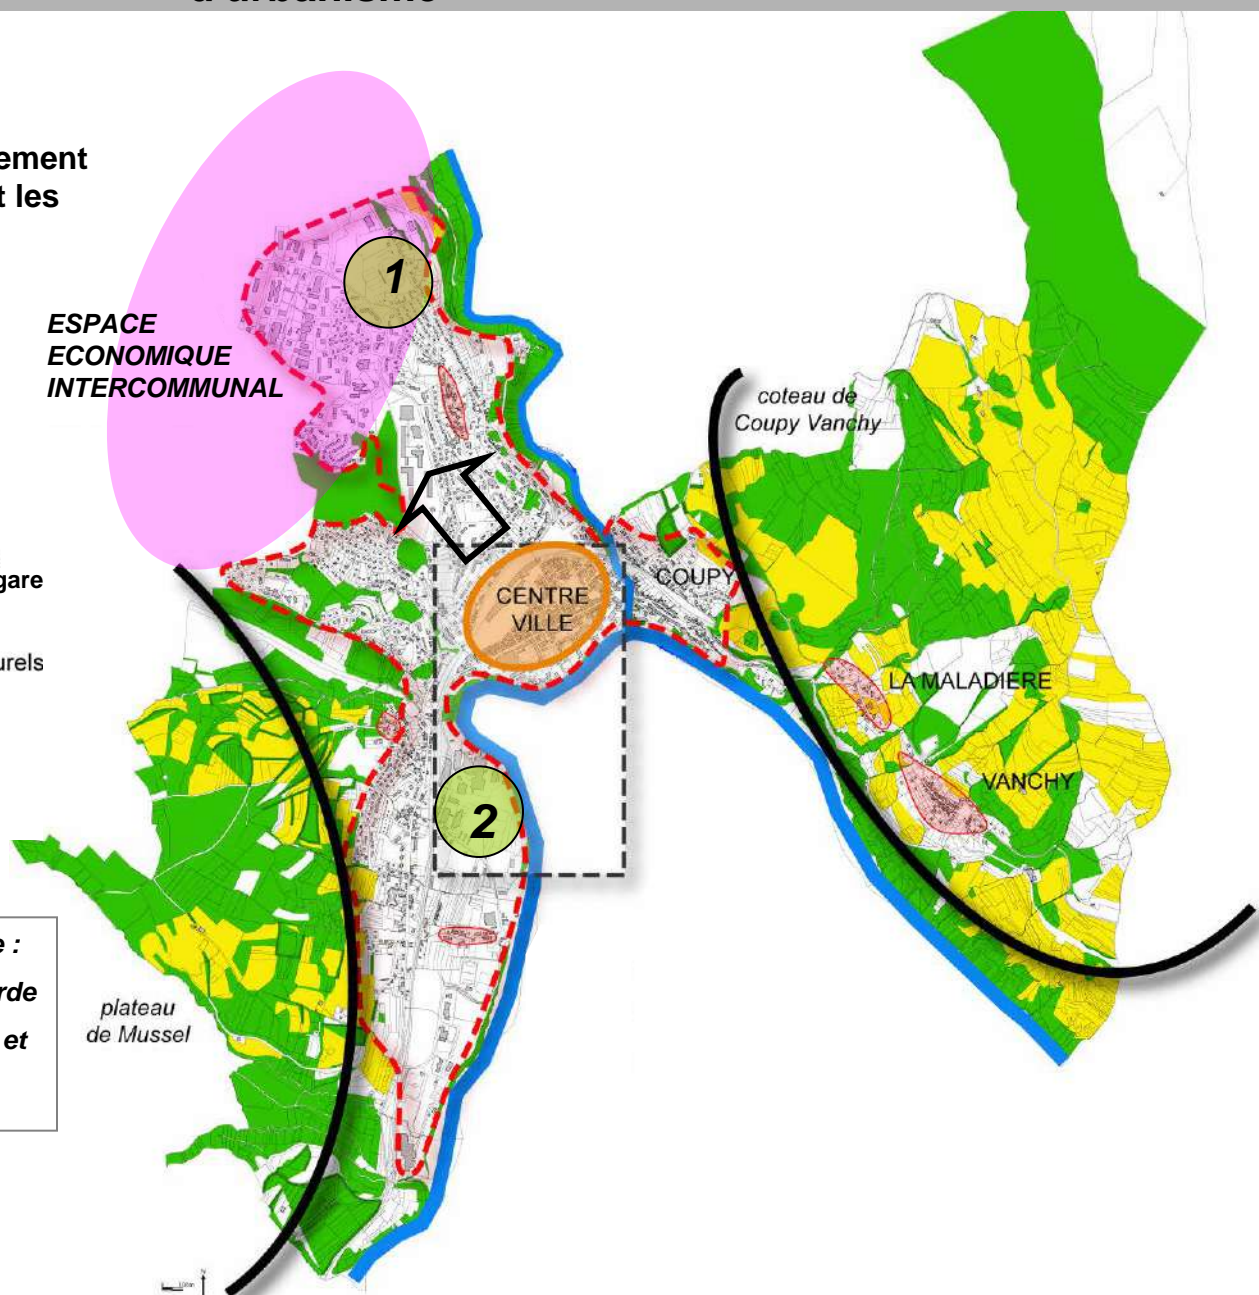 d'urbanisme
ement
t les
ESPACE
ECONOMIQUE
INTERCOMMUNAL
1
coteau de
Coupy Vanchy
gare
urels
CENTRE
VILLE
COUPY
LA MALADIERE
VANCHY
2
e :
rde
et
plateau
de Mussel
N